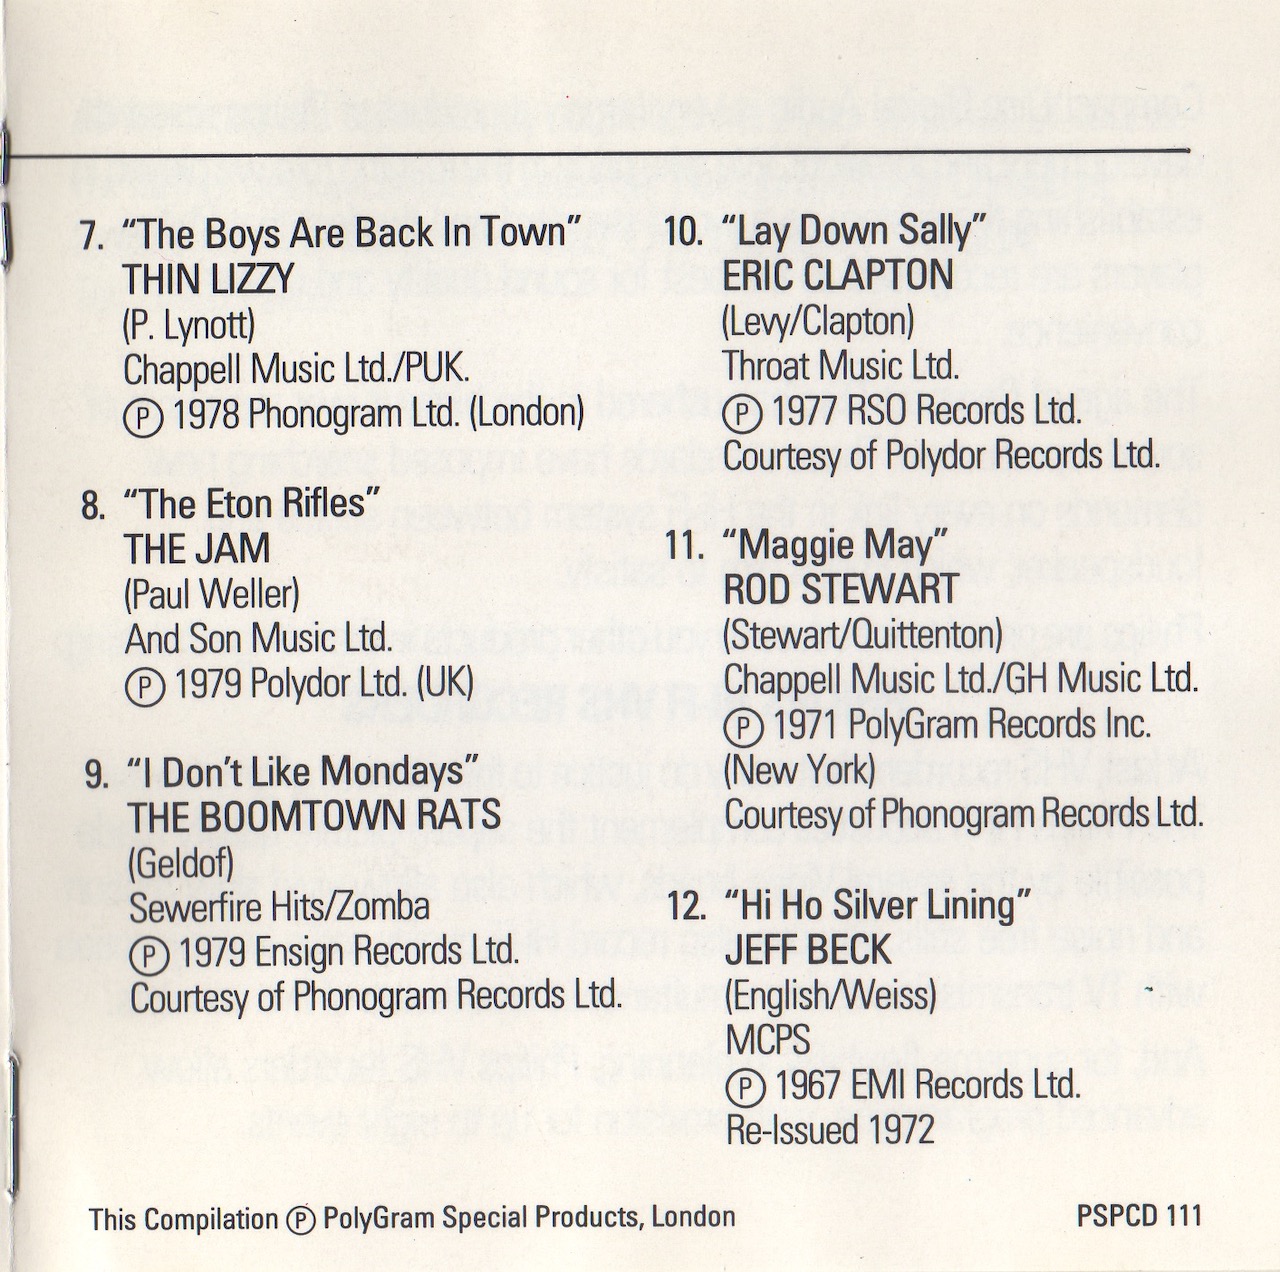 7. “The Boys Are Back In Town”
THIN LIZZY
(P. Lynott)
Chappell Music Ltd./PUK.
Ⓟ 1978 Phonogram Ltd. (London)
8. “The Eton Rifles”
THE JAM
(Paul Weller)
And Son Music Ltd.
Ⓟ 1979 Polydor Ltd. (UK)
9. “I Don’t Like Mondays”
THE BOOMTOWN RATS
(Geldof)
Sewerfire Hits/Zomba
Ⓟ 1979 Ensign Records Ltd.
Courtesy of Phonogram Records Ltd.
10. “Lay Down Sally”
ERIC CLAPTON
(Levy/Clapton)
Throat Music Ltd.
Ⓟ 1977 RSO Records Ltd.
Courtesy of Polydor Records Ltd.
11. “Maggie May”
ROD STEWART
(Stewart/Quittenton)
Chappell Music Ltd./GH Music Ltd.
Ⓟ 1971 PolyGram Records Inc.
(New York)
Courtesy of Phonogram Records Ltd.
12. “Hi Ho Silver Lining”
JEFF BECK
(English/Weiss)
MCPS
Ⓟ 1967 EMI Records Ltd.
Re-Issued 1972
This Compilation Ⓟ PolyGram Special Products, London
PSPCD 111